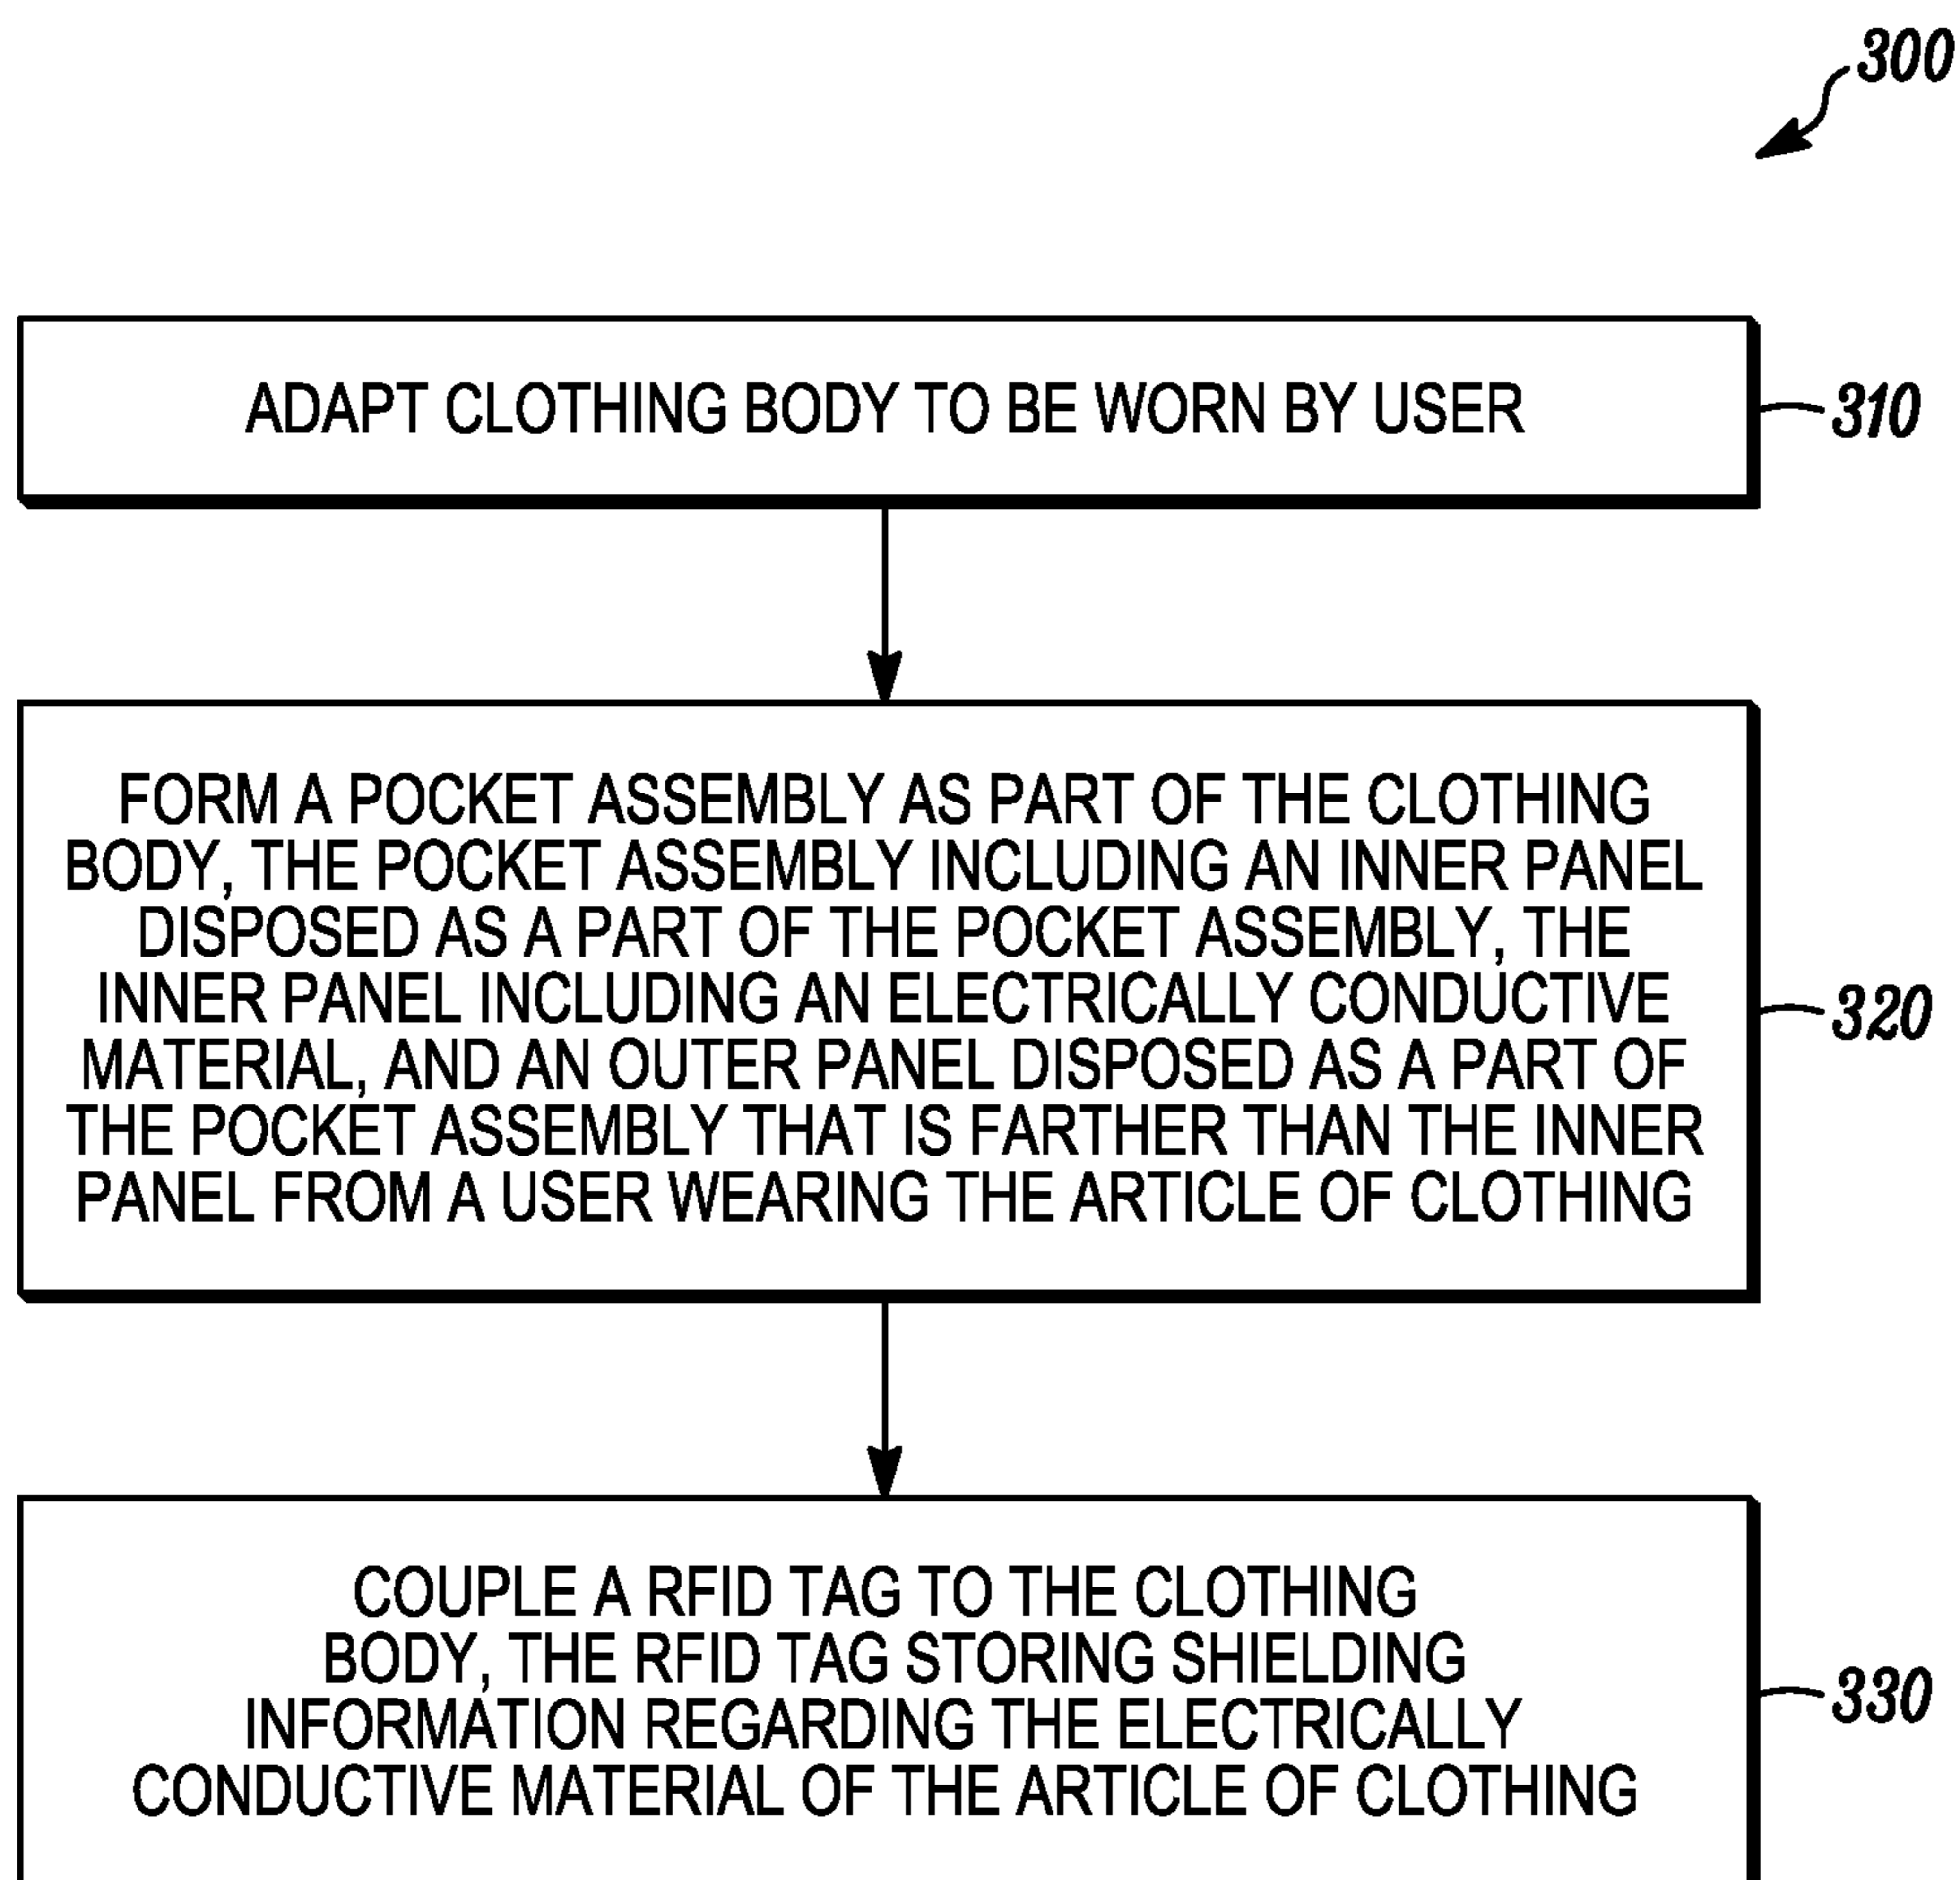 300
ADAPT CLOTHING BODY TO BE WORN BY USER
310
FORM A POCKET ASSEMBLY AS PART OF THE CLOTHING
BODY, THE POCKET ASSEMBLY INCLUDING AN INNER PANEL
DISPOSED AS A PART OF THE POCKET ASSEMBLY, THE
INNER PANEL INCLUDING AN ELECTRICALLY CONDUCTIVE
MATERIAL, AND AN OUTER PANEL DISPOSED AS A PART OF
THE POCKET ASSEMBLY THAT IS FARTHER THAN THE INNER
PANEL FROM A USER WEARING THE ARTICLE OF CLOTHING
320
COUPLE A RFID TAG TO THE CLOTHING
BODY, THE RFID TAG STORING SHIELDING
INFORMATION REGARDING THE ELECTRICALLY
CONDUCTIVE MATERIAL OF THE ARTICLE OF CLOTHING
330